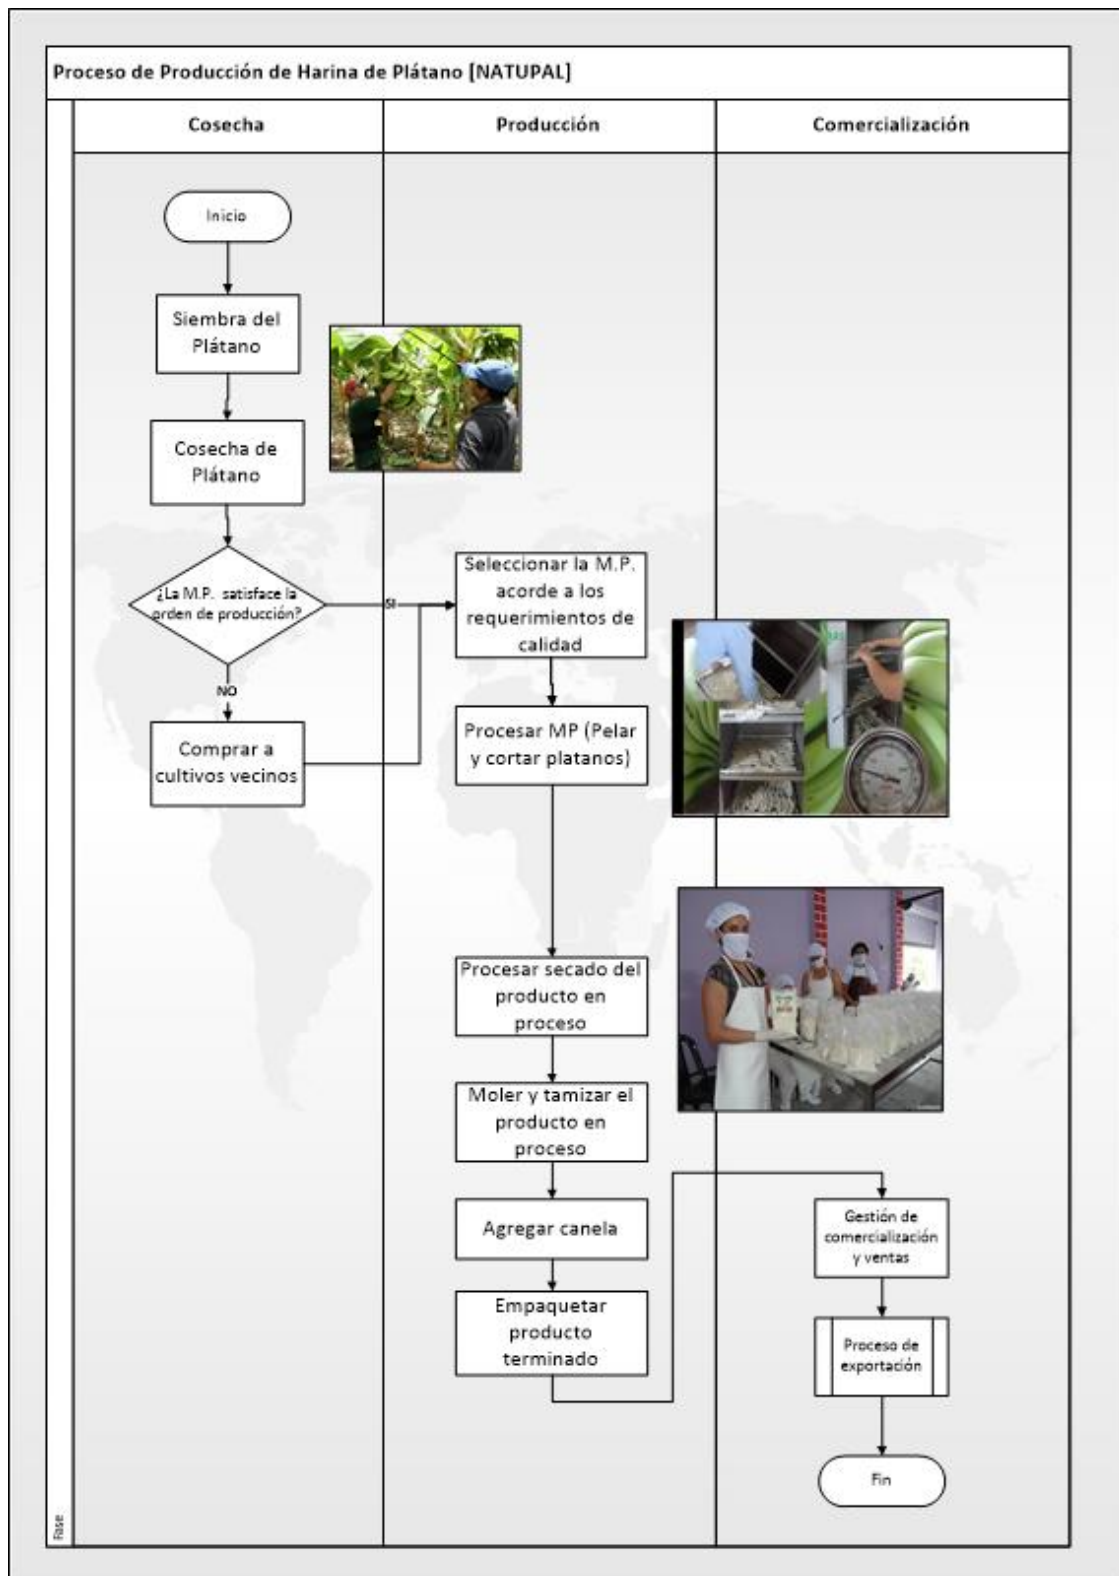 Proceso de Producción de Harina de Plátano [NATUPAL]
Cosecha
Producción
Comercialización
Inicio
Siembra del
Plátano
Cosecha de
Plátano
¿La M.P. satisface la
orden de producción?
SI
NO
Comprar a
cultivos vecinos
Seleccionar la M.P.
acorde a los
requerimientos de
calidad
Procesar MP (Pelar
y cortar platanos)
Procesar secado del
producto en
proceso
Moler y tamizar el
producto en
proceso
Agregar canela
Empaquetar
producto
terminado
Gestión de
comercialización
y ventas
Proceso de
exportación
Fin
Fase